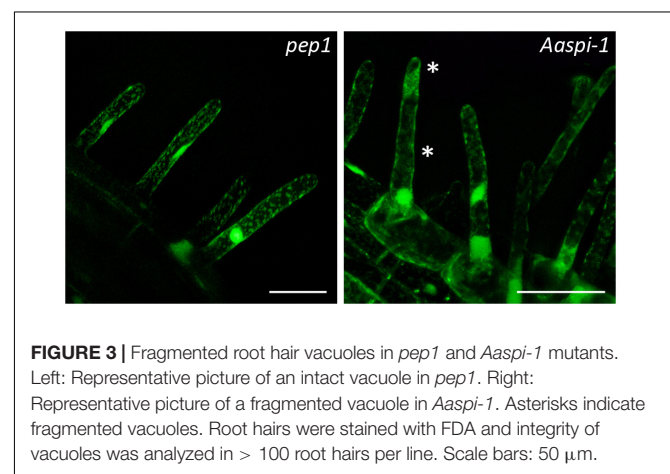 pep1
Aaspi-1
*
*
FIGURE 3 | Fragmented root hair vacuoles in pep1 and Aaspi-1 mutants.
Left: Representative picture of an intact vacuole in pep1. Right:
Representative picture of a fragmented vacuole in Aaspi-1. Asterisks indicate
fragmented vacuoles. Root hairs were stained with FDA and integrity of
vacuoles was analyzed in > 100 root hairs per line. Scale bars: 50 μm.